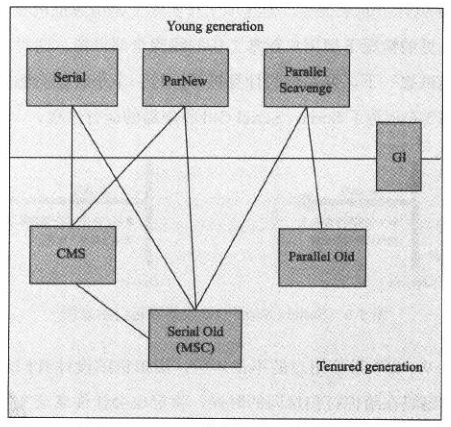 Young generation
Serial
ParNew
Parallel
Scavenge
G1
CMS
Parallel Old
Serial Old
(MSC)
Tenured generation